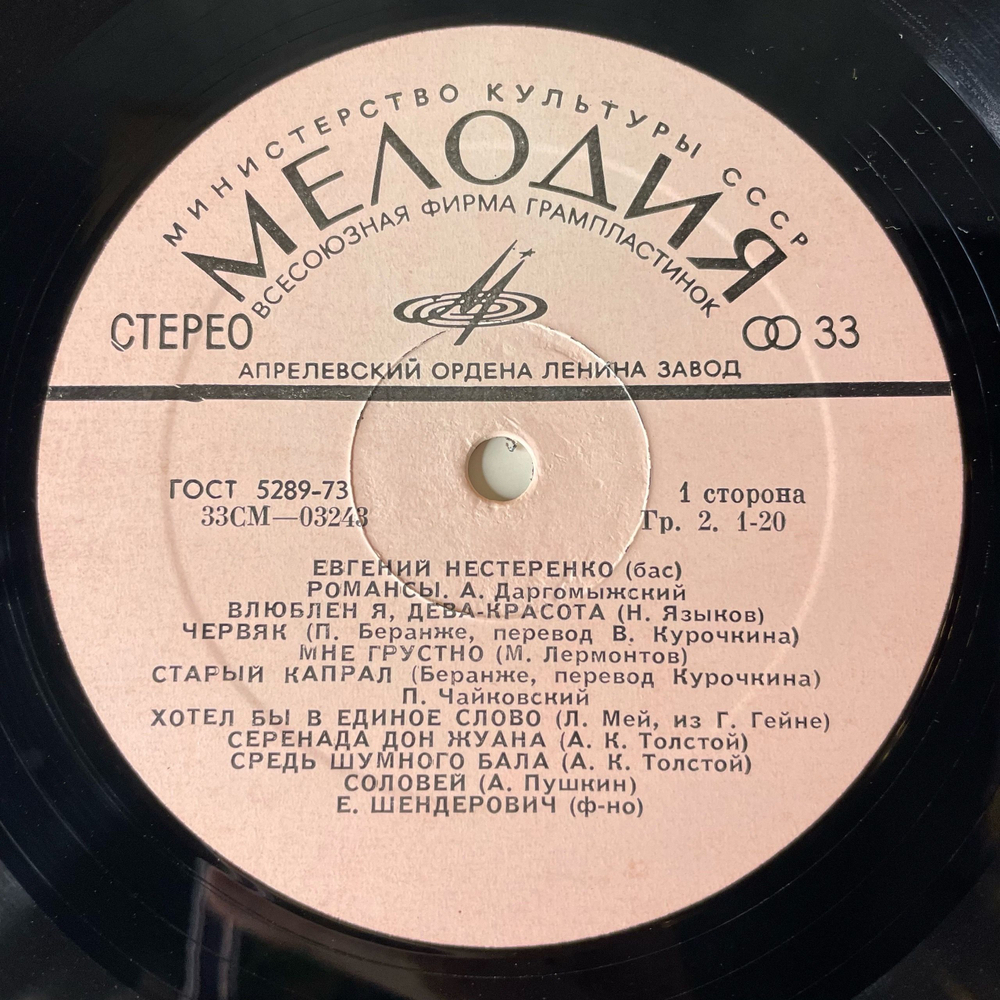 МИНИСТЕРСТВО КУЛЬТУРЫ СССР
МЕЛОДИЯ
ВСЕСОЮЗНАЯ ФИРМА ГРАМПЛАСТИНОК
СТЕРЕО 33
АПРЕЛЕВСКИЙ ОРДЕНА ЛЕНИНА ЗАВОД
ГОСТ 5289-73 1 сторона
33СМ—03243 Гр. 2. 1-20
ЕВГЕНИЙ НЕСТЕРЕНКО (бас)
РОМАНСЫ. А. Даргомыжский
ВЛЮБЛЕН Я, ДЕВА-КРАСОТА (Н. Языков)
ЧЕРВЯК (П. Беранже, перевод В. Курочкина)
МНЕ ГРУСТНО (М. Лермонтов)
СТАРЫЙ КАПРАЛ (Беранже, перевод Курочкина)
П. Чайковский
ХОТЕЛ БЫ В ЕДИНОЕ СЛОВО (Л. Мей, из Г. Гейне)
СЕРЕНАДА ДОН ЖУАНА (А. К. Толстой)
СРЕДЬ ШУМНОГО БАЛА (А. К. Толстой)
СОЛОВЕЙ (А. Пушкин)
Е. ШЕНДЕРОВИЧ (ф-но)